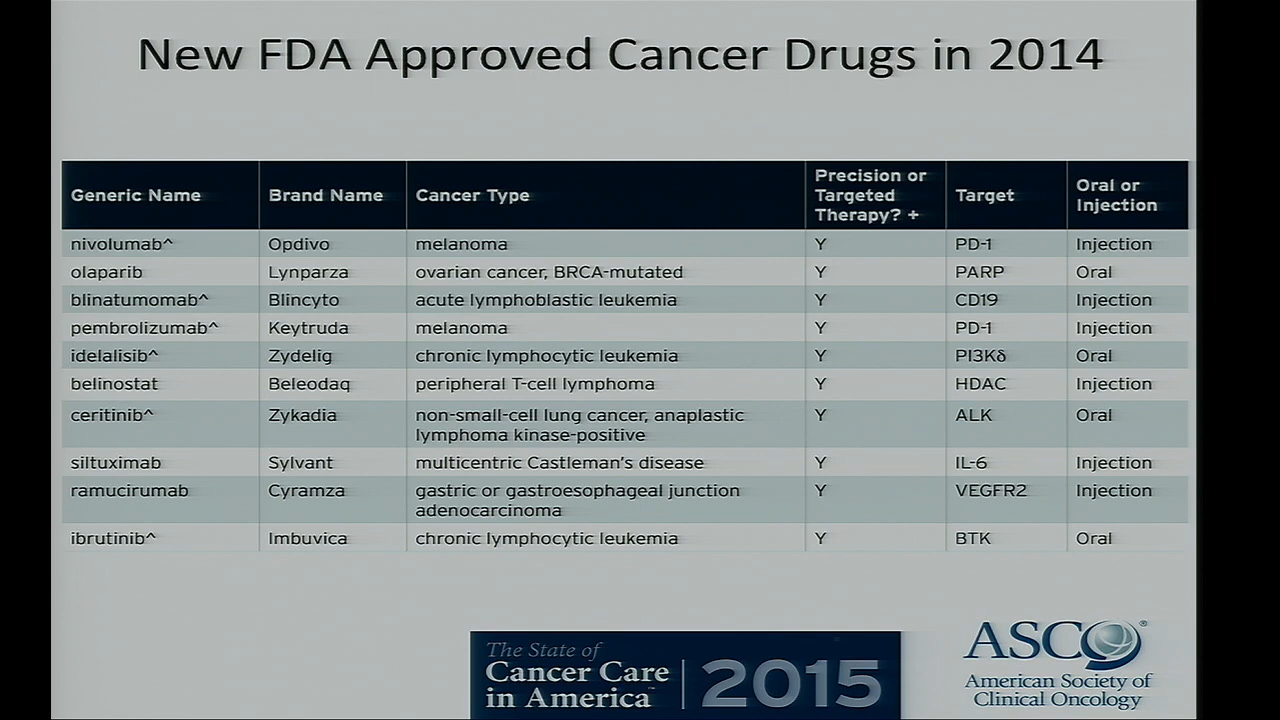 New FDA Approved Cancer Drugs in 2014
Generic Name Brand Name Cancer Type Precision or Targeted Therapy? + Target Oral or Injection
nivolumab^ Opdivo melanoma Y PD-1 Injection
olaparib Lynparza ovarian cancer, BRCA-mutated Y PARP Oral
blinatumomab^ Blincyto acute lymphoblastic leukemia Y CD19 Injection
pembrolizumab^ Keytruda melanoma Y PD-1 Injection
idelalisib^ Zydelig chronic lymphocytic leukemia Y PI3Kδ Oral
belinostat Beleodaq peripheral T-cell lymphoma Y HDAC Injection
ceritinib^ Zykadia non-small-cell lung cancer, anaplastic Y ALK Oral
lymphoma kinase-positive
siltuximab Sylvant multicentric Castleman's disease Y IL-6 Injection
ramucirumab Cyramza gastric or gastroesophageal junction Y VEGFR2 Injection
adenocarcinoma
ibrutinib^ Imbuvica chronic lymphocytic leukemia Y BTK Oral
The State of
Cancer Care
in America™
2015
ASCO®
American Society of
Clinical Oncology